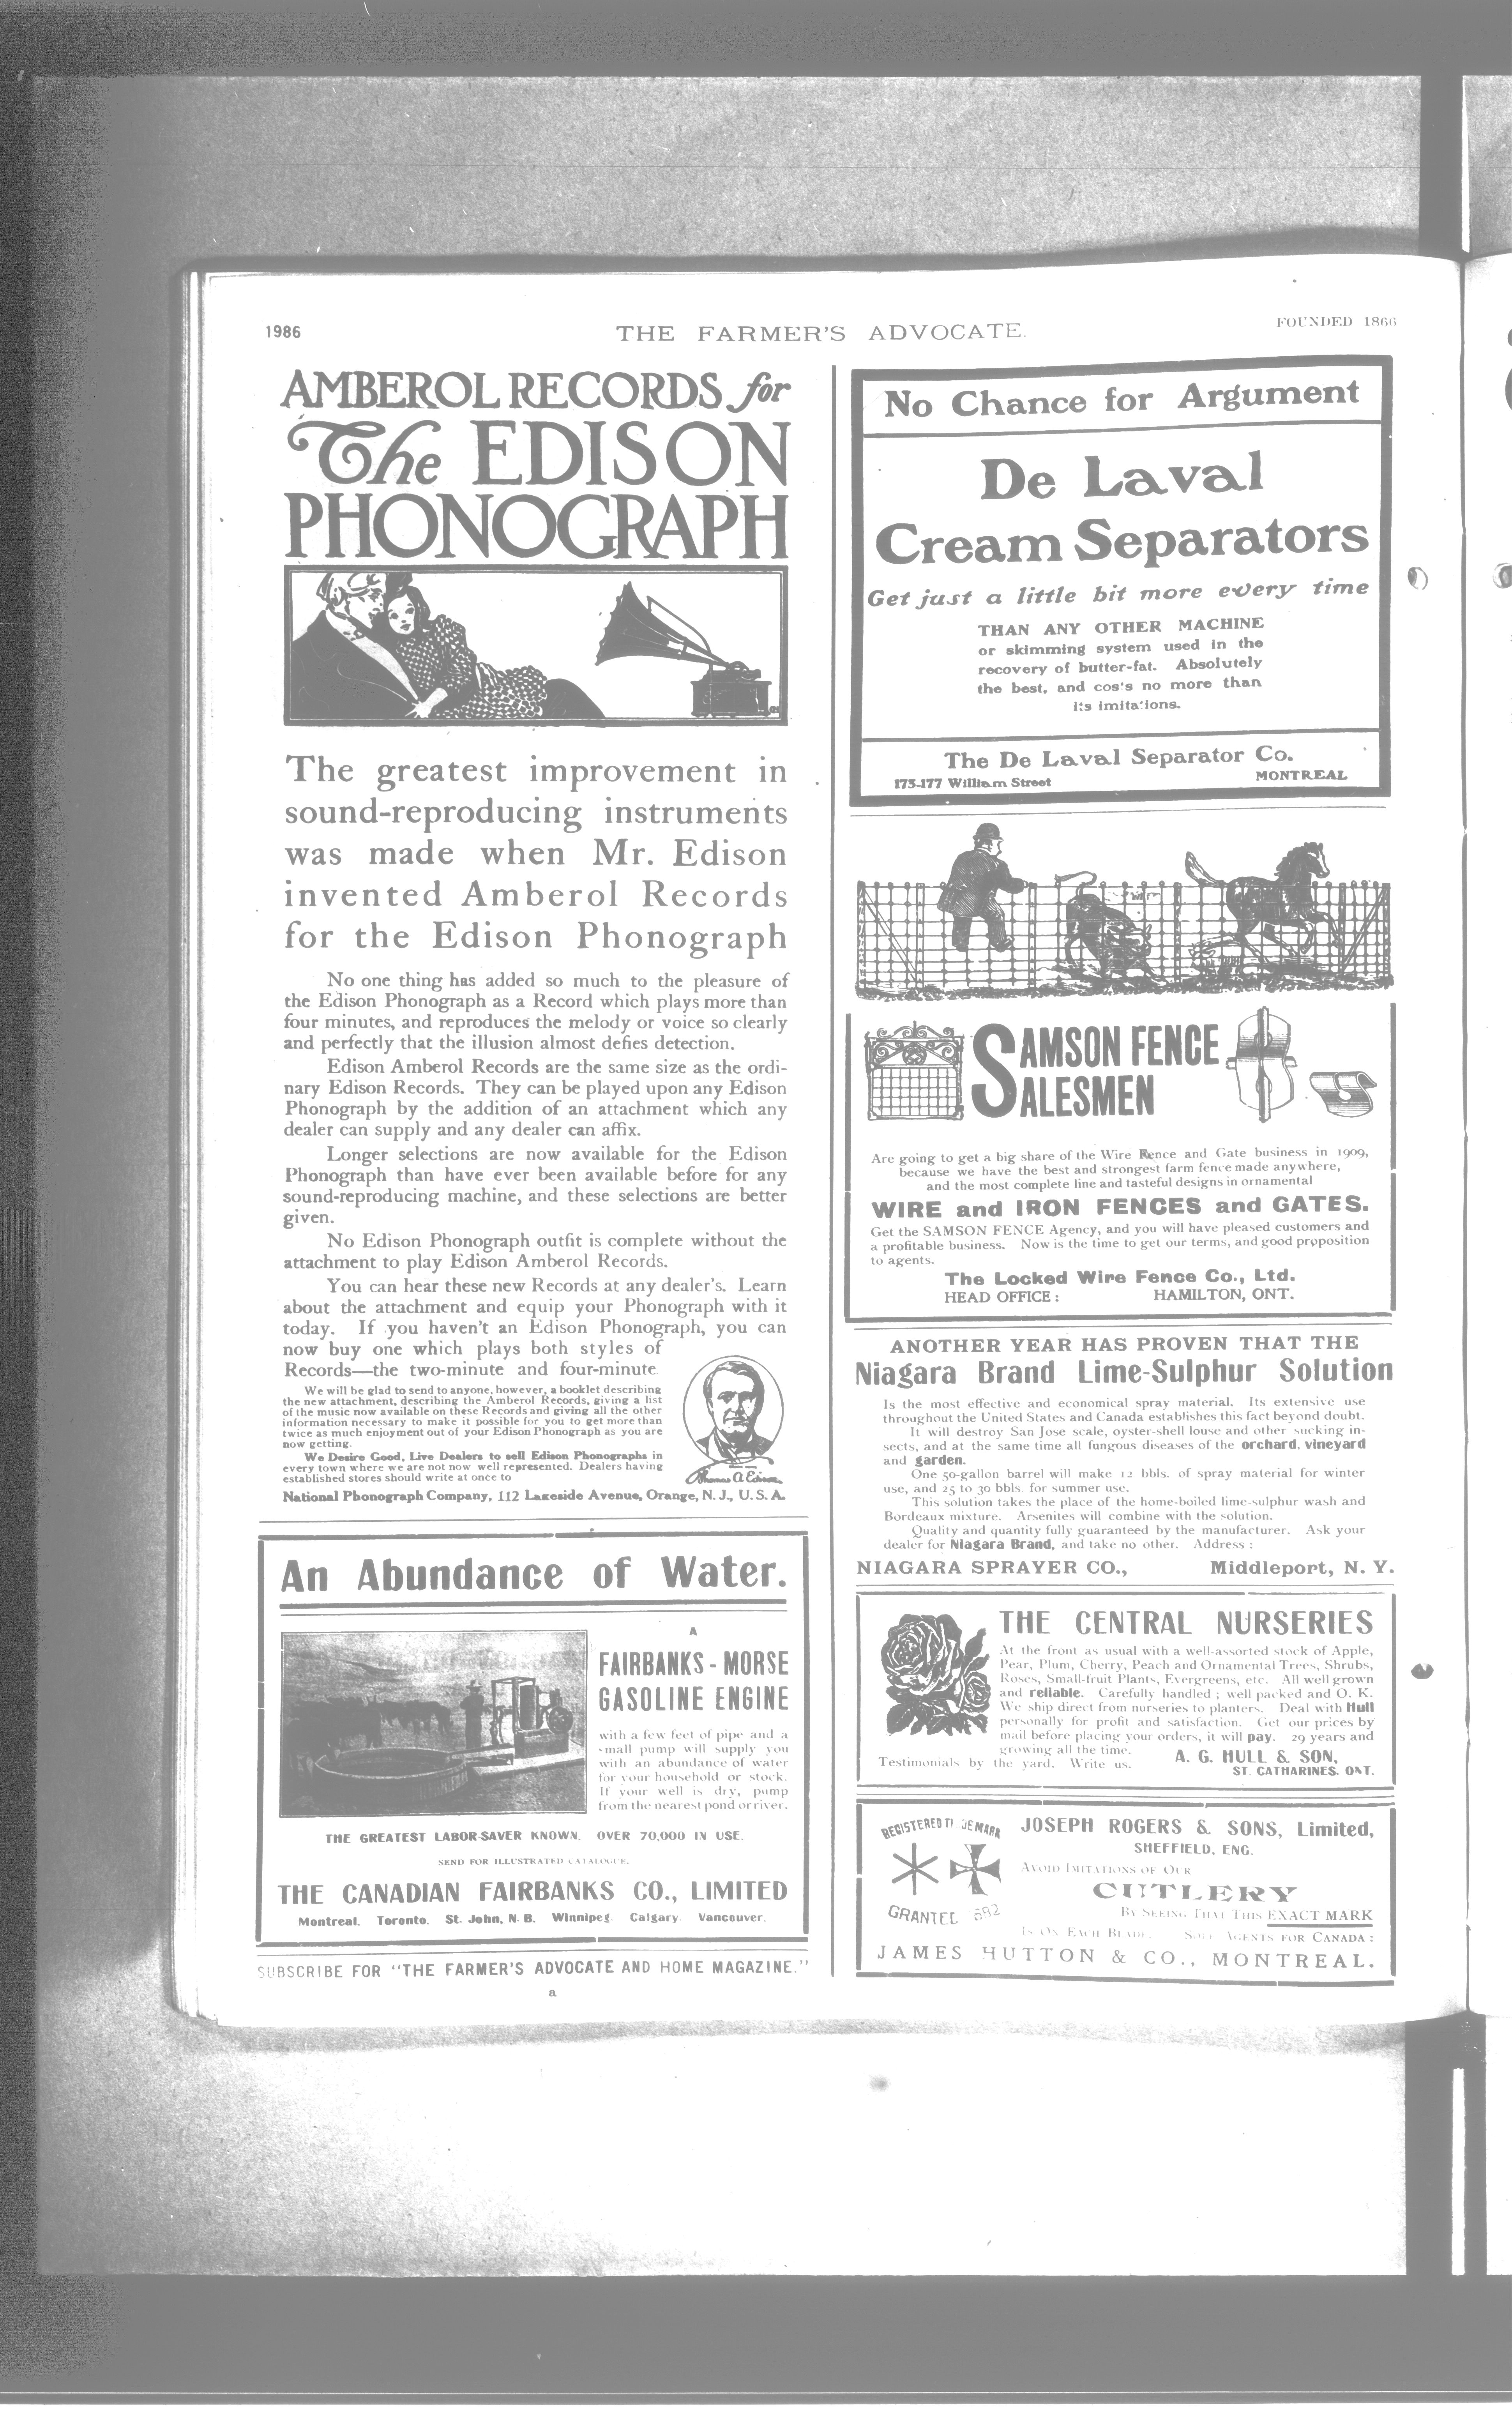 1986
THE FARMER'S ADVOCATE.
FOUNDED 1866
AMBEROL RECORDS for
The EDISON
PHONOGRAPH
The greatest improvement in
sound-reproducing instruments
was made when Mr. Edison
invented Amberol Records
for the Edison Phonograph
No one thing has added so much to the pleasure of
the Edison Phonograph as a Record which plays more than
four minutes, and reproduces the melody or voice so clearly
and perfectly that the illusion almost defies detection.
Edison Amberol Records are the same size as the ordi-
nary Edison Records. They can be played upon any Edison
Phonograph by the addition of an attachment which any
dealer can supply and any dealer can affix.
Longer selections are now available for the Edison
Phonograph than have ever been available before for any
sound-reproducing machine, and these selections are better
given.
No Edison Phonograph outfit is complete without the
attachment to play Edison Amberol Records.
You can hear these new Records at any dealer's. Learn
about the attachment and equip your Phonograph with it
today. If you haven't an Edison Phonograph, you can
now buy one which plays both styles of
Records—the two-minute and four-minute.
We will be glad to send to anyone, however, a booklet describing
the new attachment, describing the Amberol Records, giving a list
of the music now available on these Records and giving all the other
information necessary to make it possible for you to get more than
twice as much enjoyment out of your Edison Phonograph as you are
now getting.
We Desire Good, Live Dealers to sell Edison Phonographs in
every town where we are not now well represented. Dealers having
established stores should write at once to
Thomas A Edison
National Phonograph Company, 112 Lakeside Avenue, Orange, N. J., U. S. A.
An Abundance of Water.
A
FAIRBANKS-MORSE
GASOLINE ENGINE
with a few feet of pipe and a
small pump will supply you
with an abundance of water
for your household or stock.
If your well is dry, pump
from the nearest pond or river.
THE GREATEST LABOR-SAVER KNOWN. OVER 70,000 IN USE.
SEND FOR ILLUSTRATED CATALOGUE.
THE CANADIAN FAIRBANKS CO., LIMITED
Montreal. Toronto. St. John, N. B. Winnipeg. Calgary. Vancouver.
SUBSCRIBE FOR "THE FARMER'S ADVOCATE AND HOME MAGAZINE."
a
No Chance for Argument
De Laval
Cream Separators
Get just a little bit more every time
THAN ANY OTHER MACHINE
or skimming system used in the
recovery of butter-fat. Absolutely
the best, and costs no more than
its imitations.
The De Laval Separator Co.
175-177 William Street MONTREAL
SAMSON FENCE
SALESMEN
Are going to get a big share of the Wire Fence and Gate business in 1909,
because we have the best and strongest farm fence made anywhere,
and the most complete line and tasteful designs in ornamental
WIRE and IRON FENCES and GATES.
Get the SAMSON FENCE Agency, and you will have pleased customers and
a profitable business. Now is the time to get our terms, and good proposition
to agents.
The Locked Wire Fence Co., Ltd.
HEAD OFFICE: HAMILTON, ONT.
ANOTHER YEAR HAS PROVEN THAT THE
Niagara Brand Lime-Sulphur Solution
Is the most effective and economical spray material. Its extensive use
throughout the United States and Canada establishes this fact beyond doubt.
It will destroy San Jose scale, oyster-shell louse and other sucking in-
sects, and at the same time all fungous diseases of the orchard, vineyard
and garden.
One 50-gallon barrel will make 12 bbls. of spray material for winter
use, and 25 to 30 bbls. for summer use.
This solution takes the place of the home-boiled lime-sulphur wash and
Bordeaux mixture. Arsenites will combine with the solution.
Quality and quantity fully guaranteed by the manufacturer. Ask your
dealer for Niagara Brand, and take no other. Address:
NIAGARA SPRAYER CO., Middleport, N. Y.
THE CENTRAL NURSERIES
At the front as usual with a well-assorted stock of Apple,
Pear, Plum, Cherry, Peach and Ornamental Trees, Shrubs,
Roses, Small-fruit Plants, Evergreens, etc. All well grown
and reliable. Carefully handled; well packed and O. K.
We ship direct from nurseries to planters. Deal with Hull
personally for profit and satisfaction. Get our prices by
mail before placing your orders, it will pay. 29 years and
growing all the time.
Testimonials by the yard. Write us.
A. G. HULL & SON,
ST. CATHARINES, ONT.
REGISTERED TRADE MARK
GRANTED 1682
JOSEPH ROGERS & SONS, Limited,
SHEFFIELD, ENG.
AVOID IMITATIONS OF OUR
CUTLERY
BY SEEING THAT THIS EXACT MARK
IS ON EACH BLADE. SOLE AGENTS FOR CANADA:
JAMES HUTTON & CO., MONTREAL.